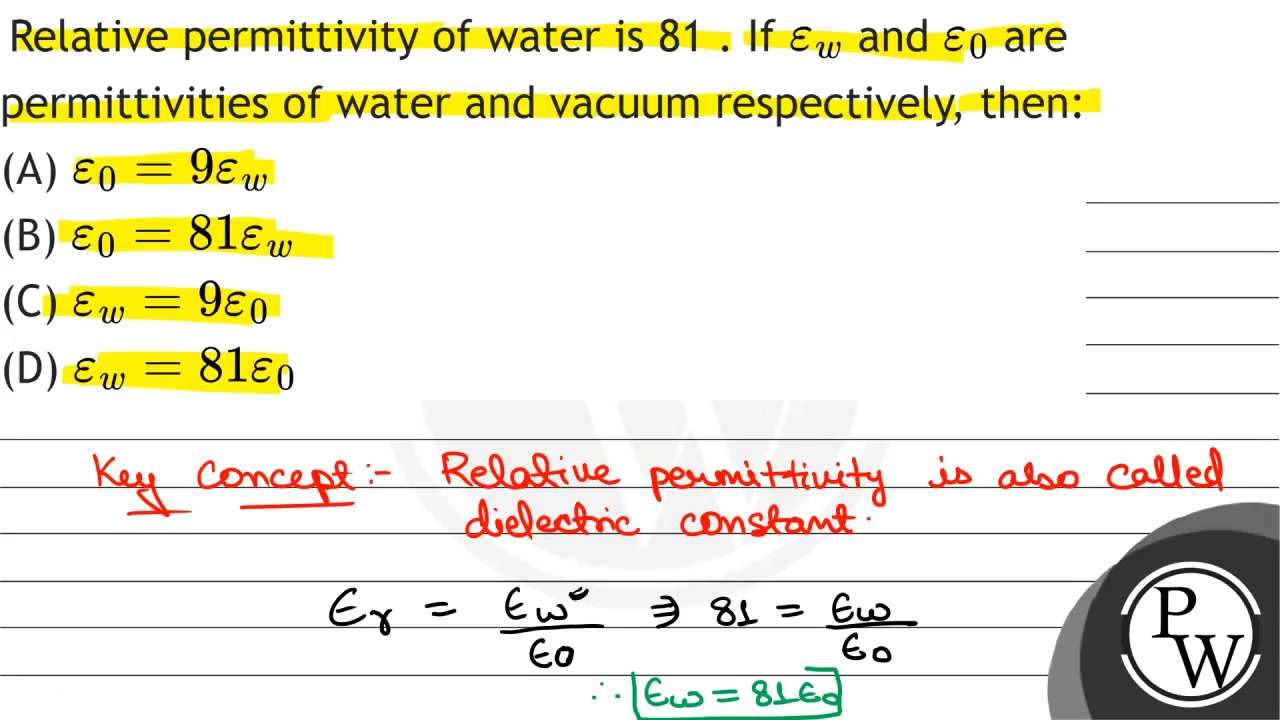 Relative permittivity of water is 81 . If εw and ε0 are
permittivities of water and vacuum respectively, then:
(A) ε0 = 9εw
(B) ε0 = 81εw
(C) εw = 9ε0
(D) εw = 81ε0
Key Concept :- Relative permittivity is also called
dielectric constant.
ϵr = ϵw/ϵ0 ⇒ 81 = ϵw/ϵ0
∴ ϵw = 81ϵ0
P
W